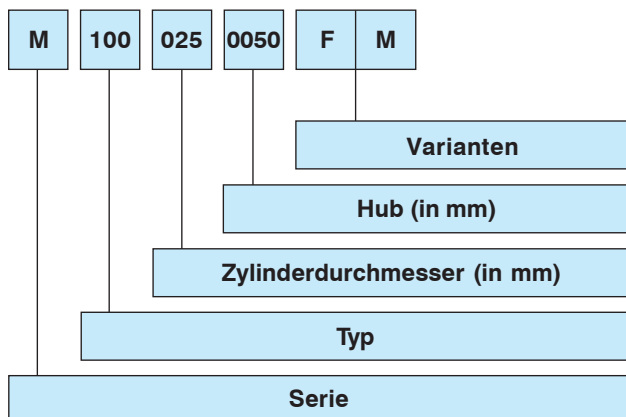 M 100 025 0050 F M
Varianten
Hub (in mm)
Zylinderdurchmesser (in mm)
Typ
Serie